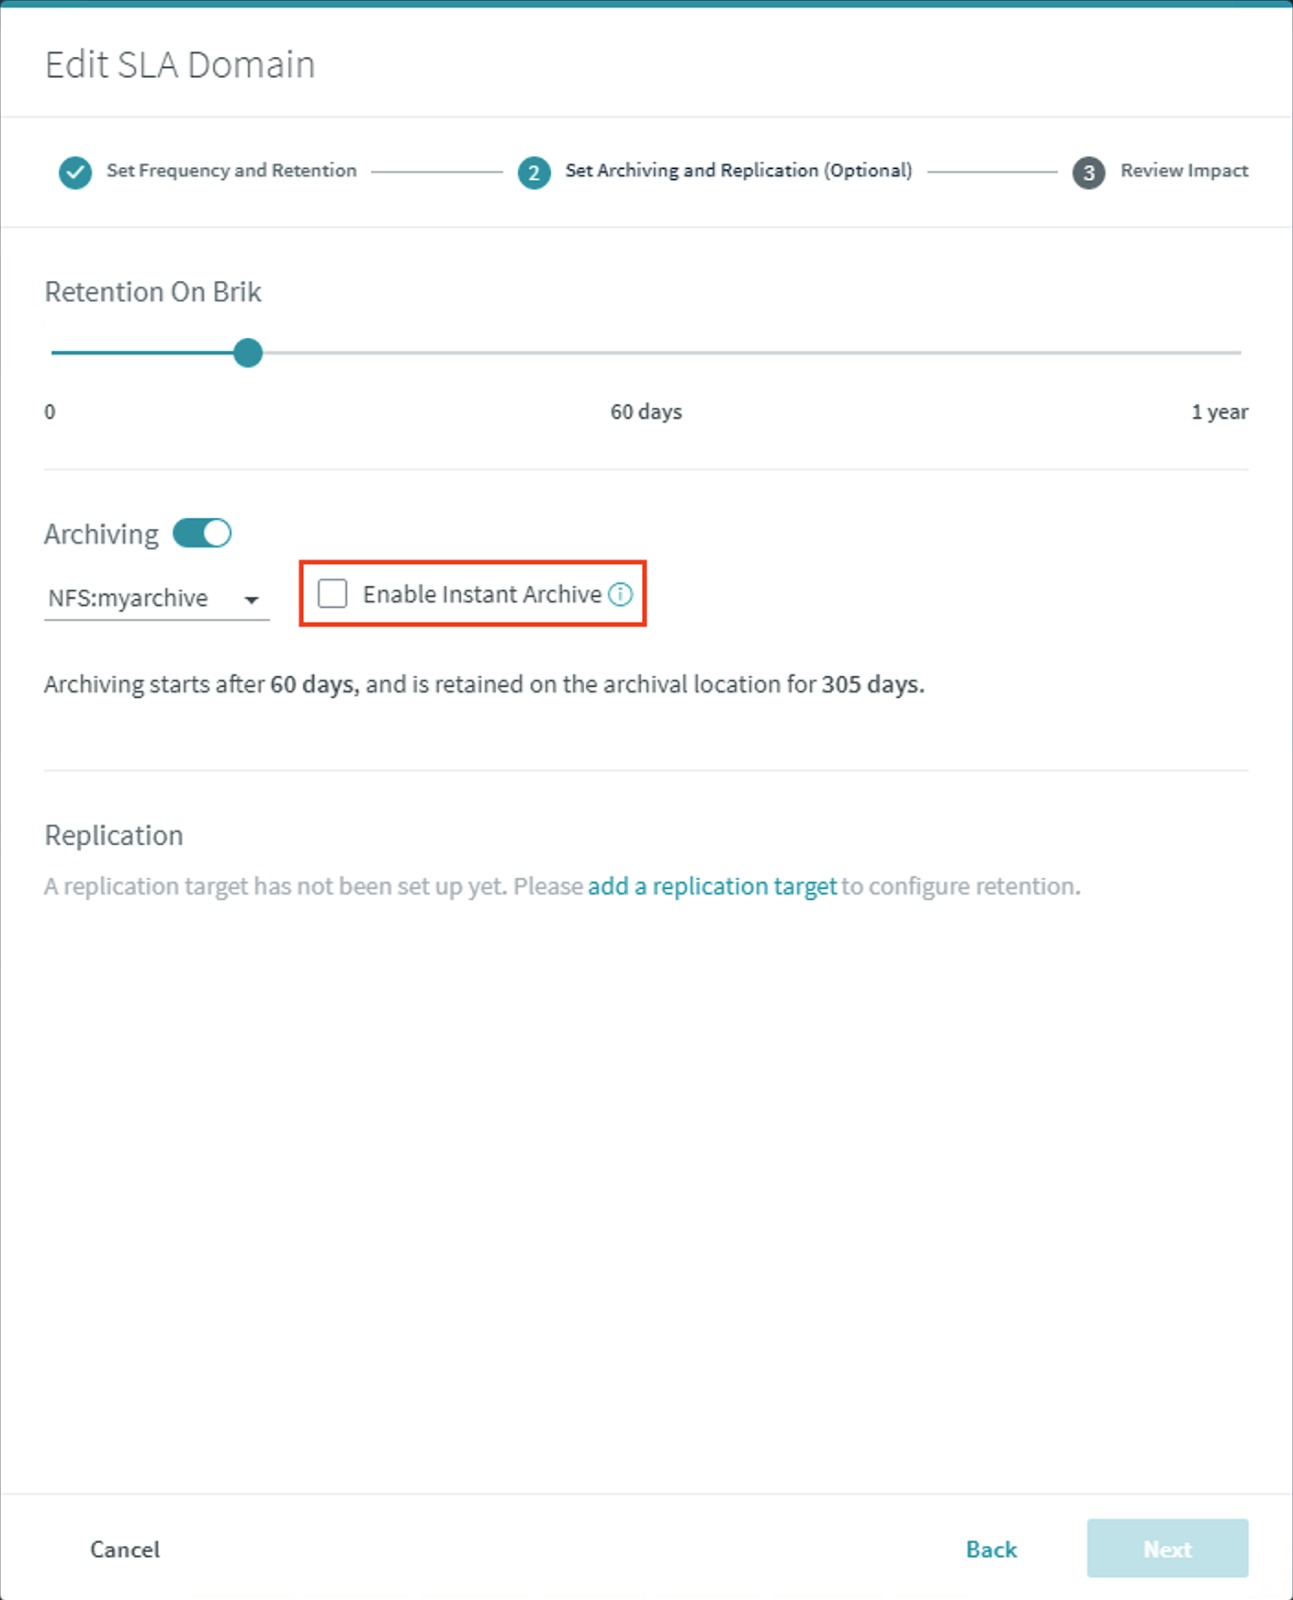 Edit SLA Domain
Set Frequency and Retention
2 Set Archiving and Replication (Optional)
3 Review Impact
Retention On Brik
0 60 days 1 year
Archiving
NFS:myarchive
Enable Instant Archive
Archiving starts after 60 days, and is retained on the archival location for 305 days.
Replication
A replication target has not been set up yet. Please add a replication target to configure retention.
Cancel Back Next